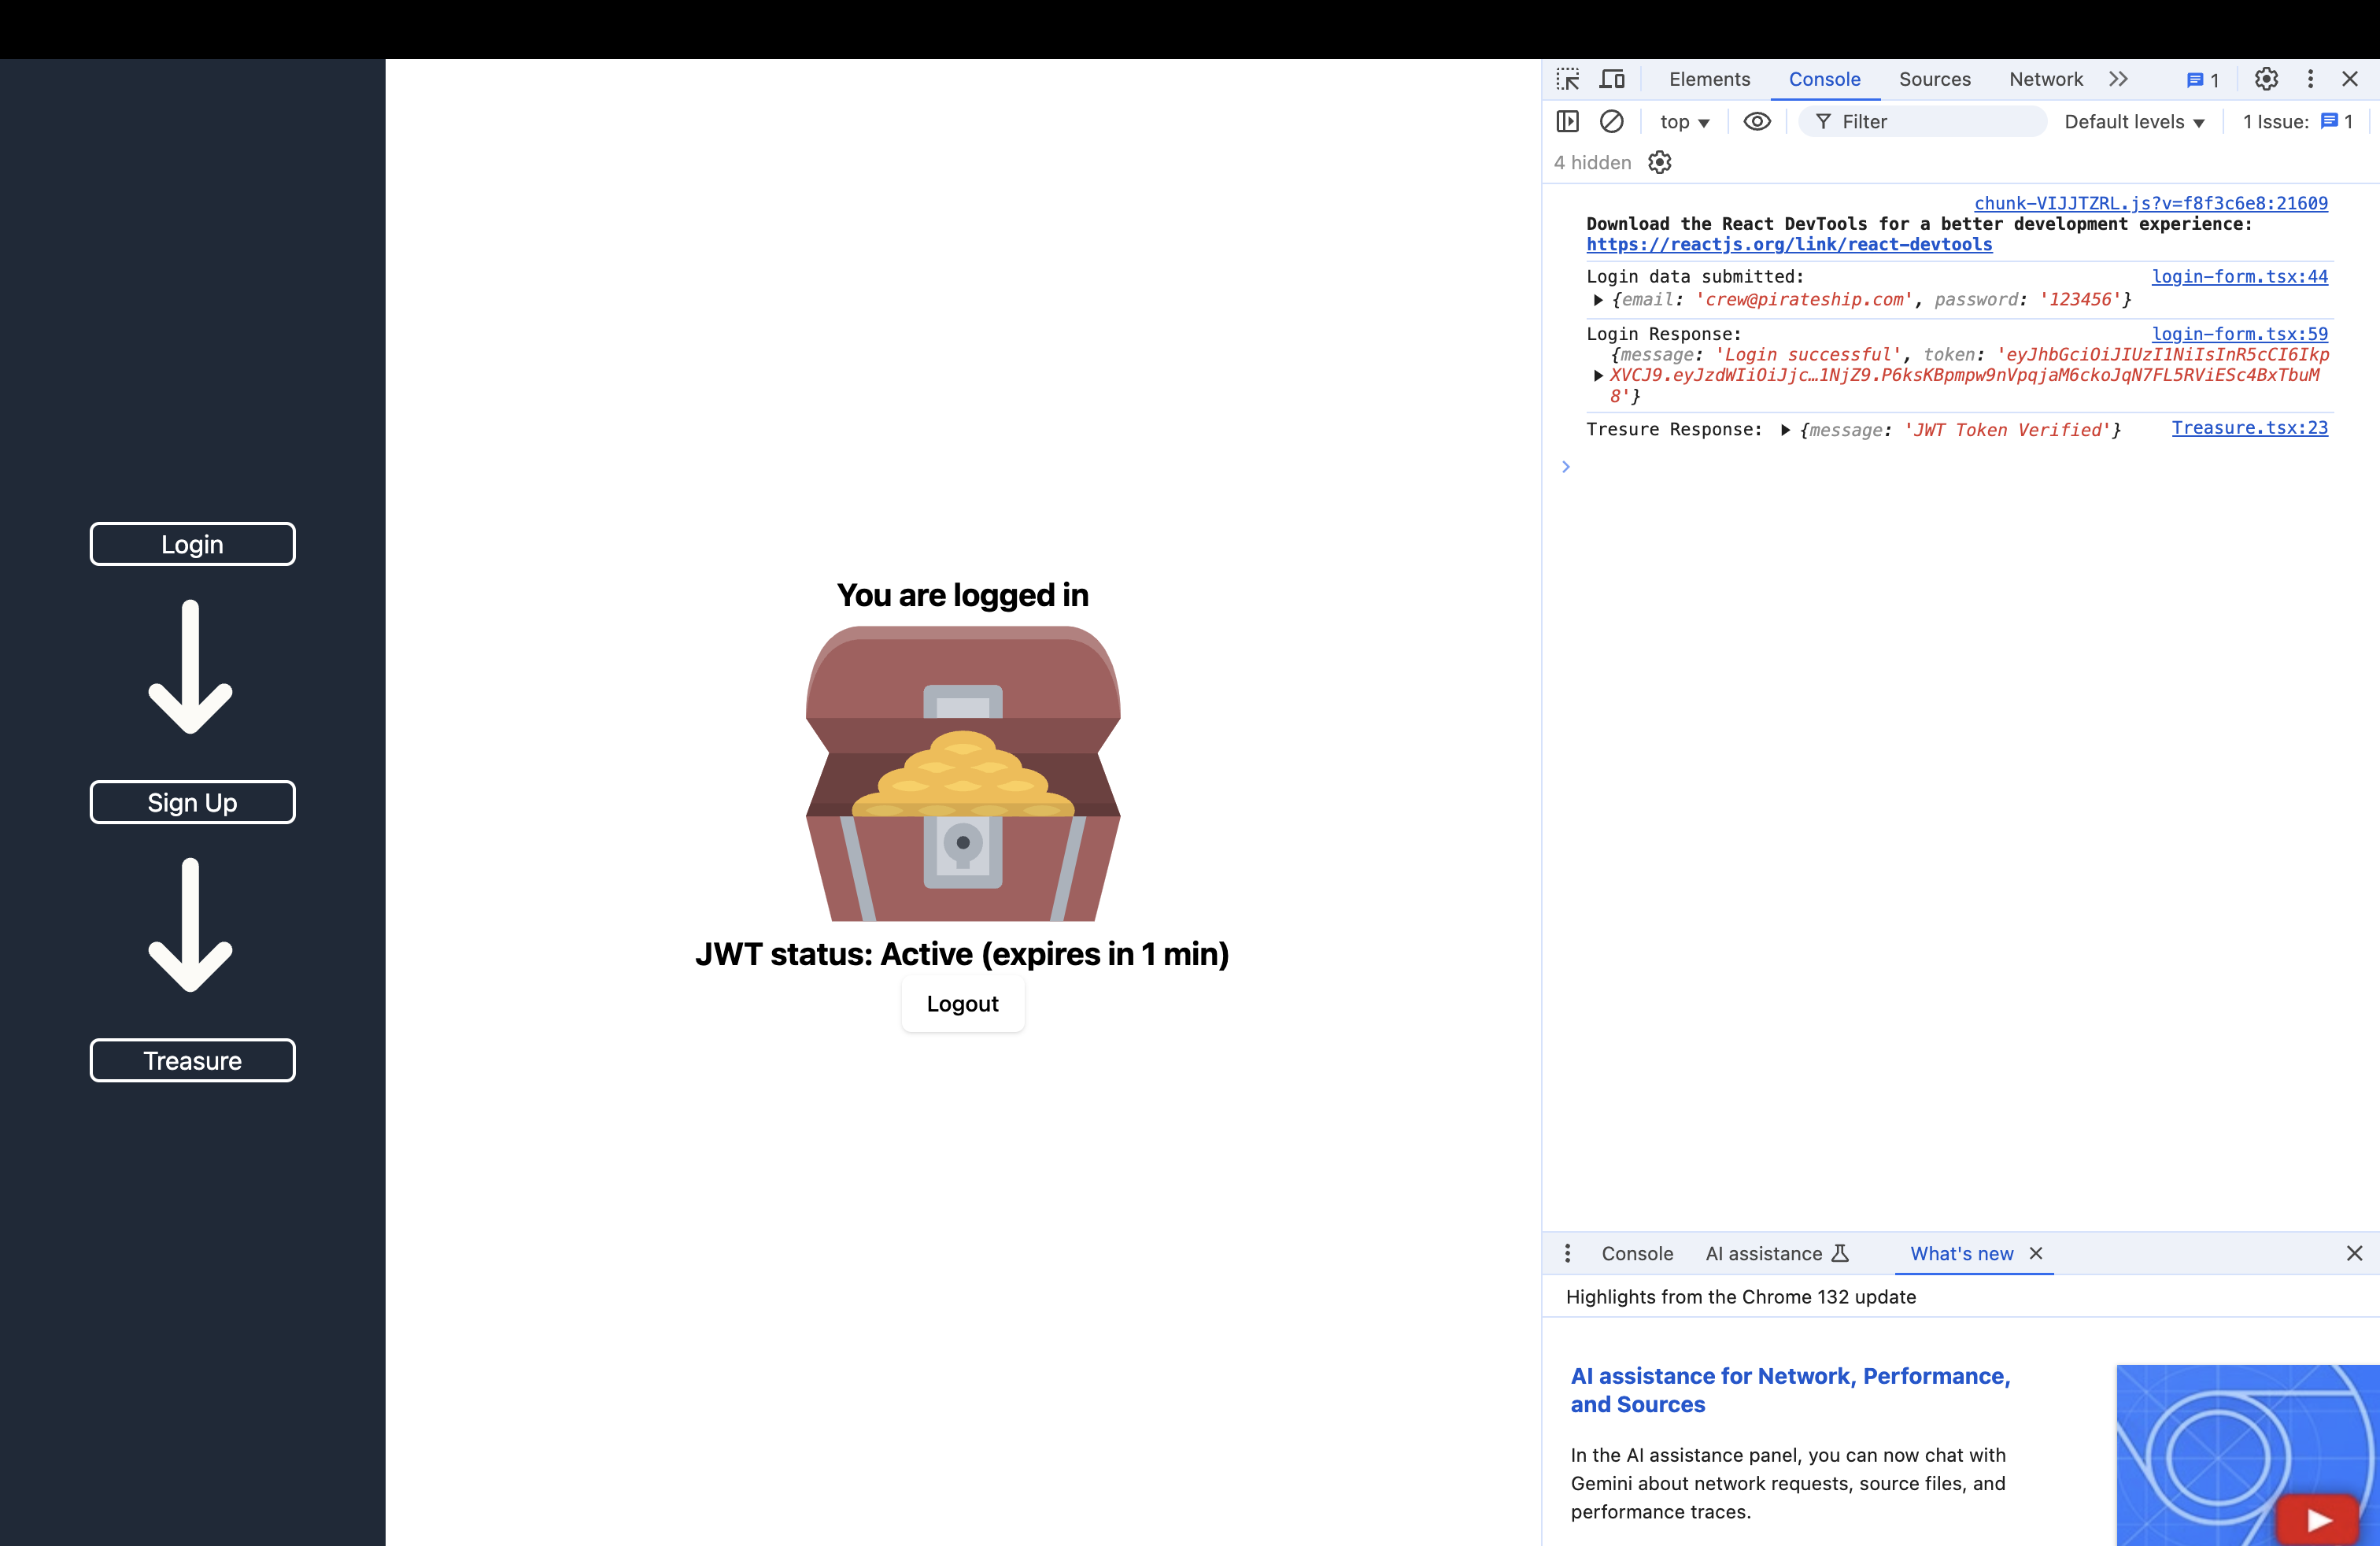 Login
Sign Up
Treasure
You are logged in
JWT status: Active (expires in 1 min)
Logout
Elements Console Sources Network 1
top Filter Default levels 1 Issue: 1
4 hidden
chunk-VIJJTZRL.js?v=f8f3c6e8:21609
Download the React DevTools for a better development experience:
https://reactjs.org/link/react-devtools
Login data submitted: login-form.tsx:44
{email: 'crew@pirateship.com', password: '123456'}
Login Response: login-form.tsx:59
{message: 'Login successful', token: 'eyJhbGciOiJIUzI1NiIsInR5cCI6Ikp
XVCJ9.eyJzdWIiOiJjc…1NjZ9.P6ksKBpmpw9nVpqjaM6ckoJqN7FL5RViESc4BxTbuM
8'}
Tresure Response: {message: 'JWT Token Verified'} Treasure.tsx:23
Console AI assistance What's new
Highlights from the Chrome 132 update
AI assistance for Network, Performance,
and Sources
In the AI assistance panel, you can now chat with
Gemini about network requests, source files, and
performance traces.